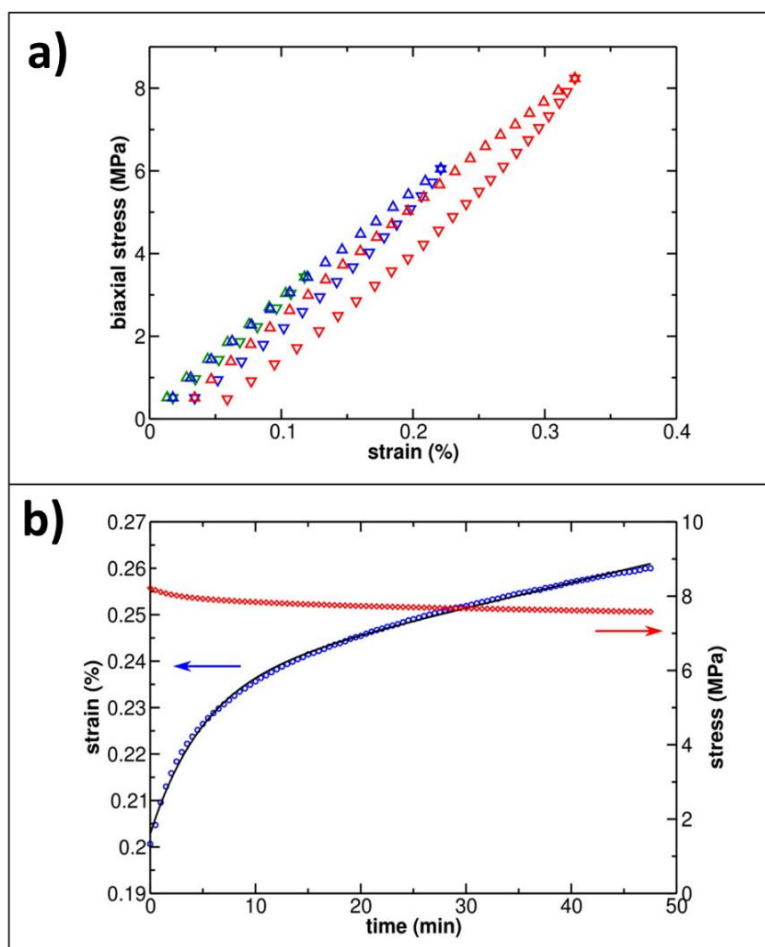 a)
8
6
4
2
0
biaxial stress (MPa)
0 0.1 0.2 0.3 0.4
strain (%)
b)
0.27
0.26
0.25
0.24
0.23
0.22
0.21
0.2
0.19
strain (%)
10
8
6
4
2
0
stress (MPa)
0 10 20 30 40 50
time (min)